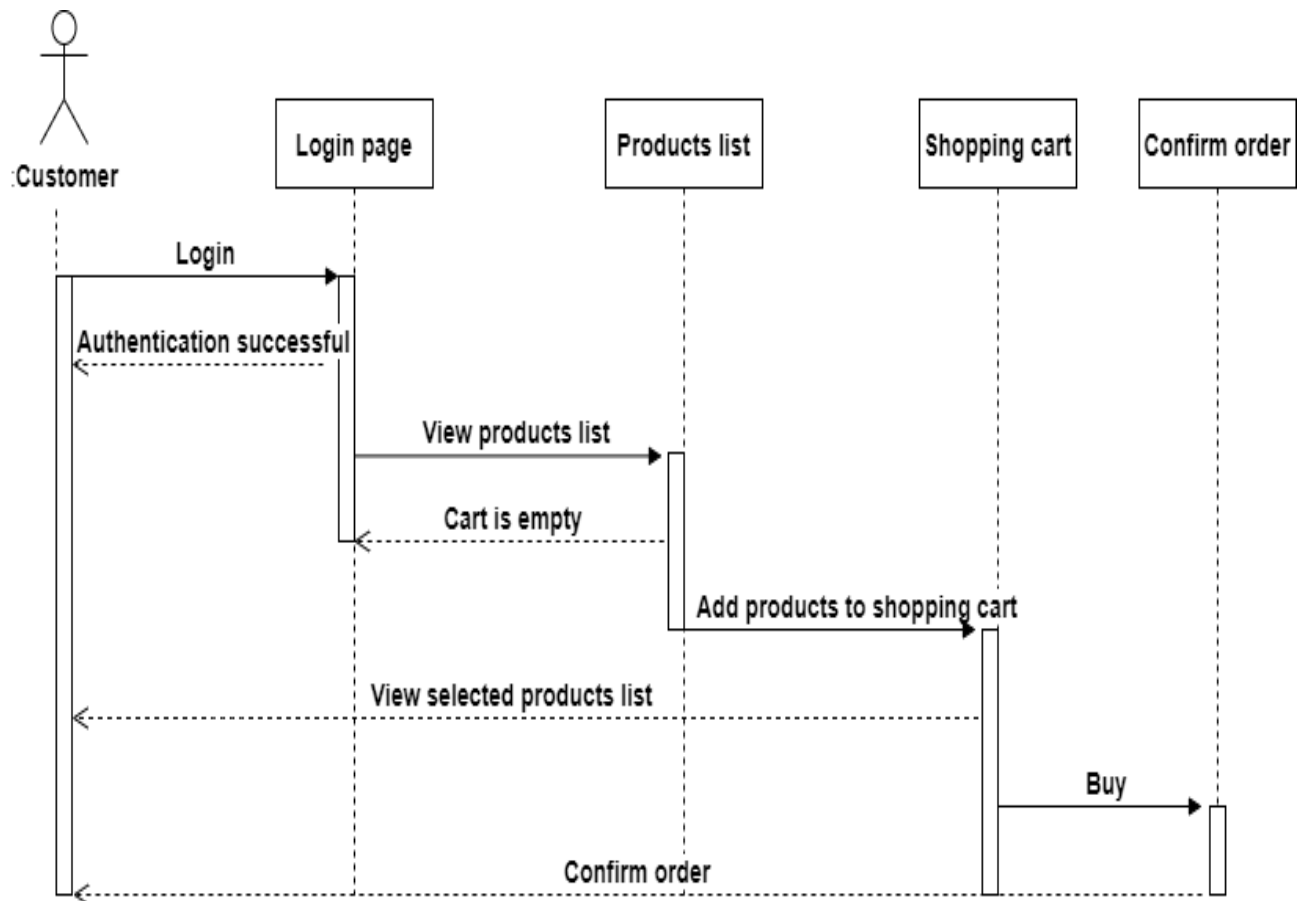 Login page
Products list
Shopping cart
Confirm order
:Customer
Login
Authentication successful
View products list
Cart is empty
Add products to shopping cart
View selected products list
Buy
Confirm order